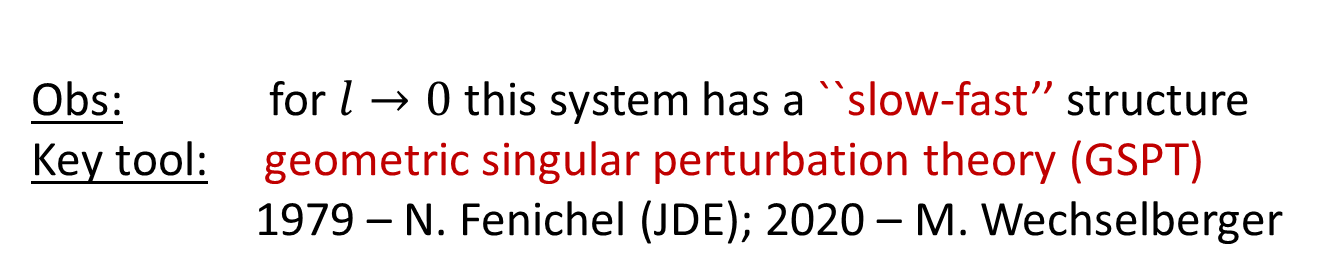 Obs: for l → 0 this system has a ``slow-fast’’ structure
Key tool: geometric singular perturbation theory (GSPT)
1979 – N. Fenichel (JDE); 2020 – M. Wechselberger